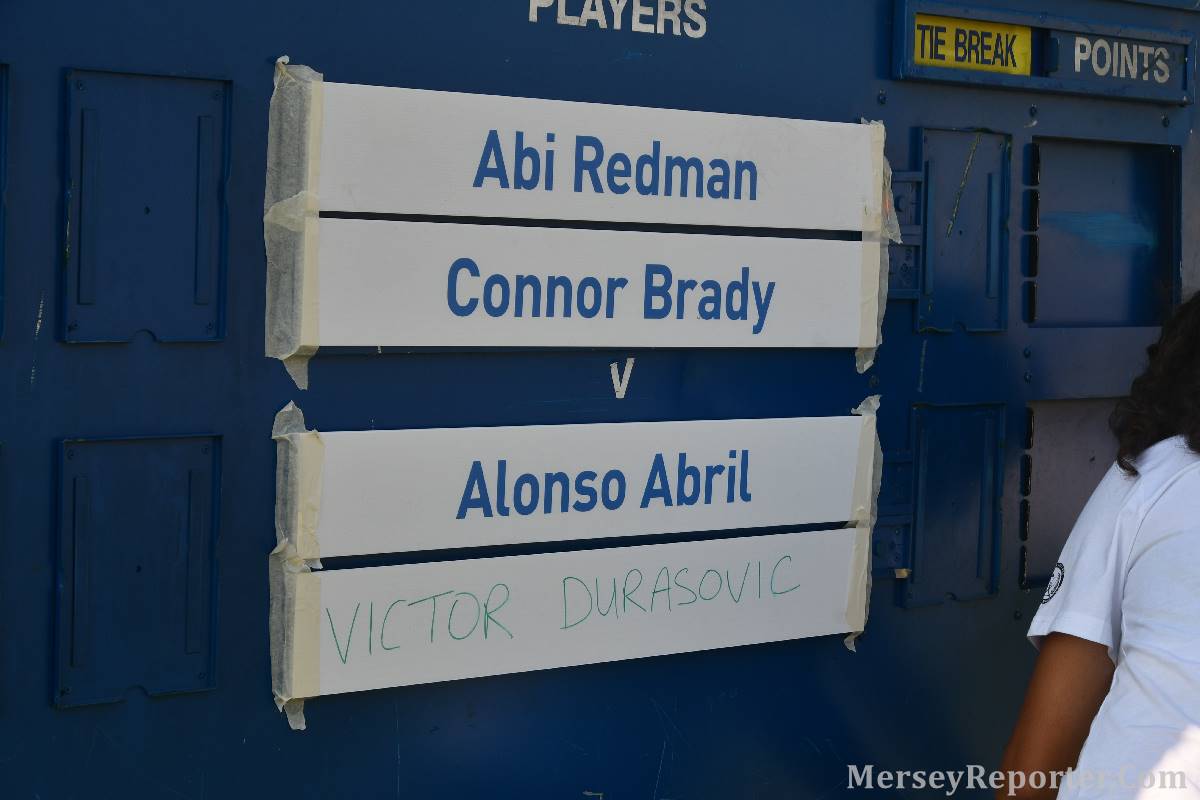 PLAYERS
TIE BREAK
POINTS
Abi Redman
Connor Brady
V
Alonso Abril
VICTOR DURASOVIC
MerseyReporter.Com